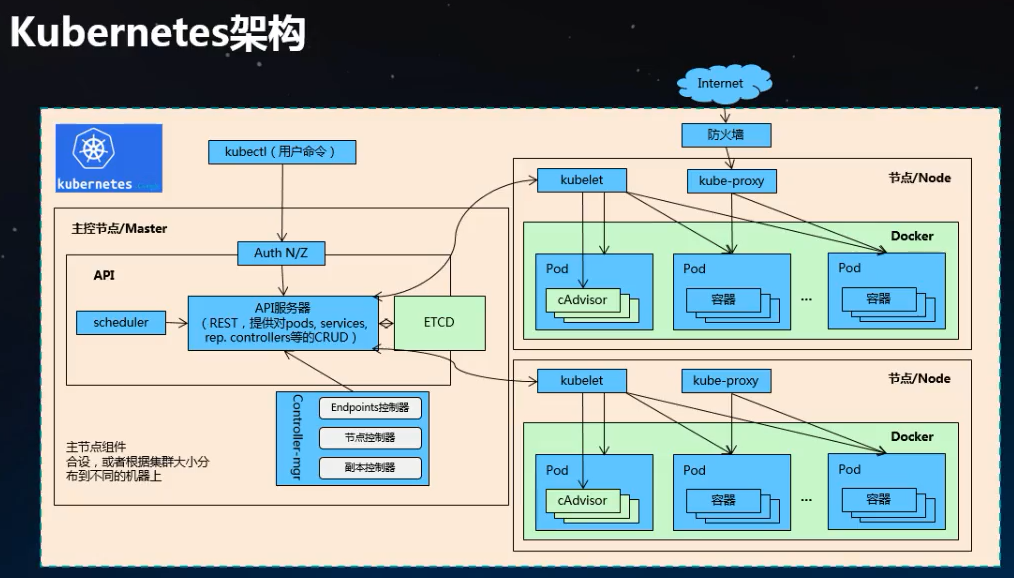 Kubernetes架构
Internet
防火墙
kubernetes
kubectl（用户命令）
kubelet
kube-proxy
节点/Node
主控节点/Master
Docker
Auth N/Z
API
Pod
Pod
Pod
cAdvisor
容器
...
容器
scheduler
API服务器
（REST，提供对pods, services,
rep. controllers等的CRUD）
ETCD
kubelet
kube-proxy
节点/Node
Controller-mgr
Endpoints控制器
节点控制器
副本控制器
Docker
主节点组件
合设，或者根据集群大小分
布到不同的机器上
Pod
Pod
Pod
cAdvisor
容器
...
容器